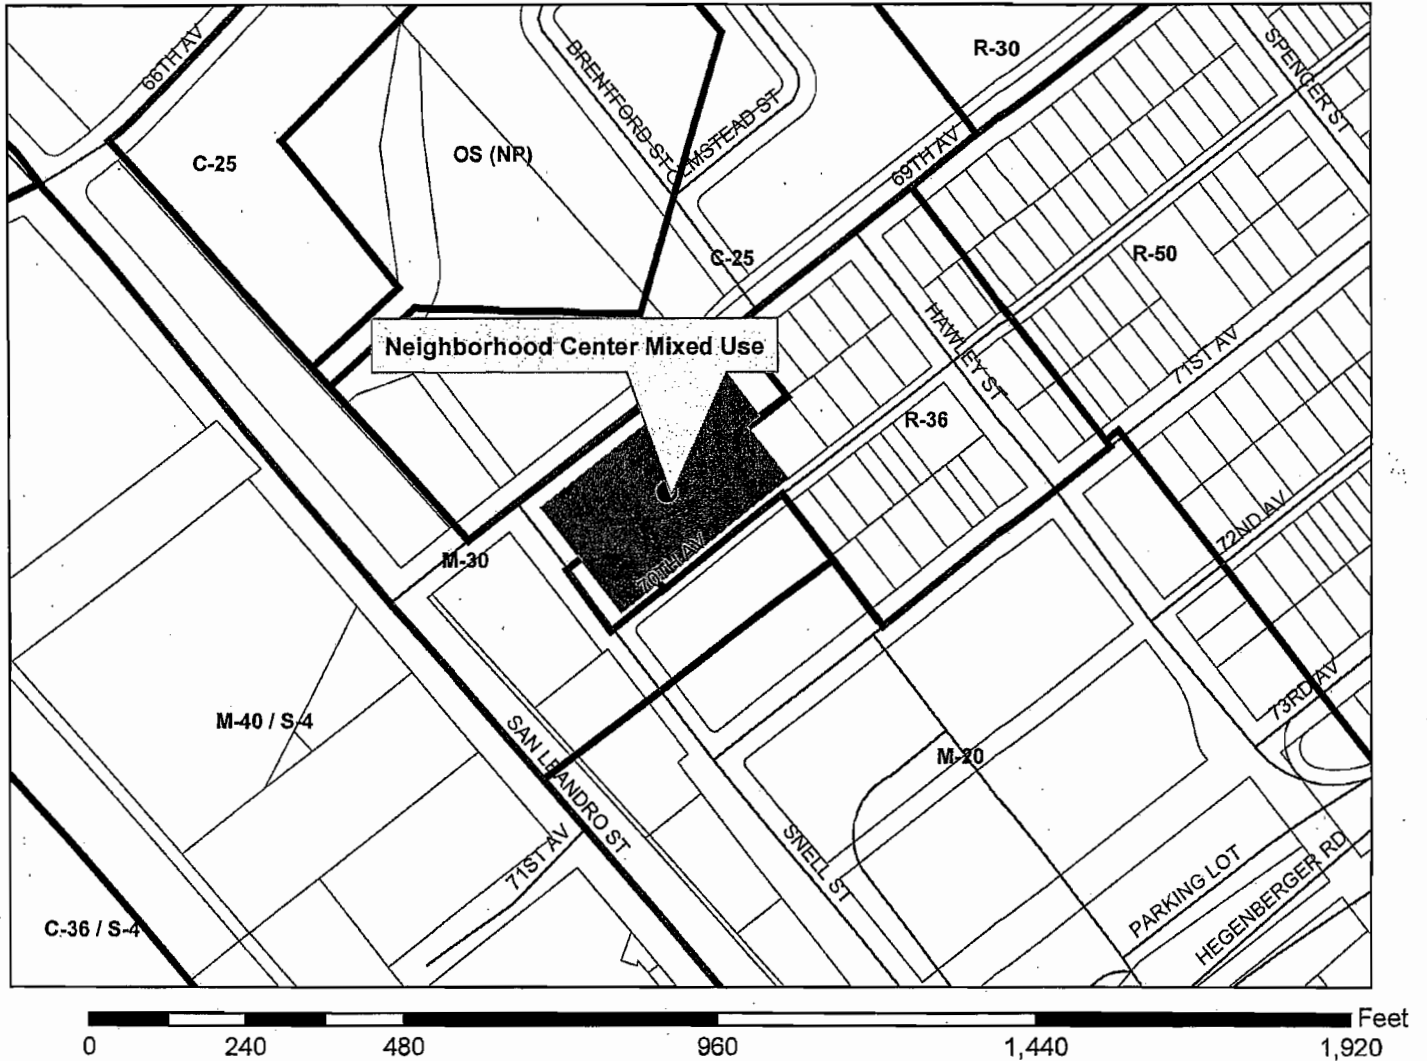 66TH AV
C-25
OS (NP)
BRENTFORD ST
OLMSTEAD ST
R-30
69TH AV
SPENCER ST
C-25
R-50
Neighborhood Center Mixed Use
HAWLEY ST
71ST AV
R-36
M-30
70TH AV
72ND AV
73RD AV
M-40 / S-4
SAN LEANDRO ST
M-20
71ST AV
SNELL ST
PARKING LOT
HEGENBERGER RD
C-36 / S-4
Feet
0 240 480 960 1,440 1,920